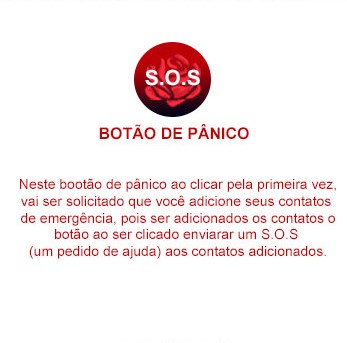 S.O.S
BOTÃO DE PÂNICO
Neste bootão de pânico ao clicar pela primeira vez,
vai ser solicitado que você adicione seus contatos
de emergência, pois ser adicionados os contatos o
botão ao ser clicado enviarar um S.O.S
(um pedido de ajuda) aos contatos adicionados.